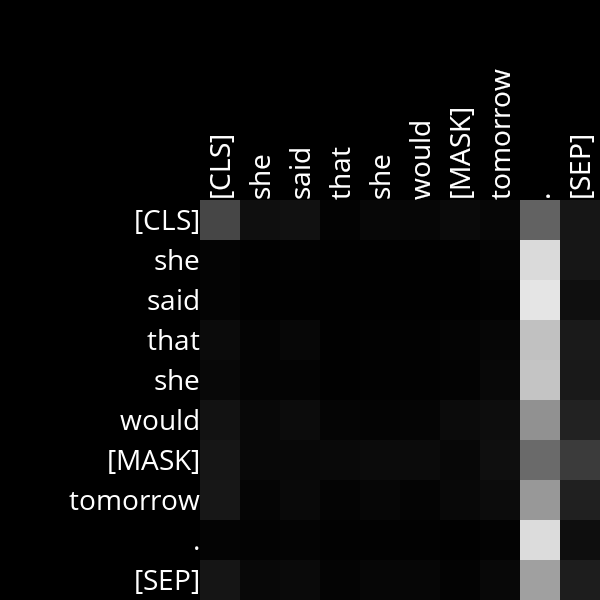 [CLS] she said that she would [MASK] tomorrow . [SEP]
[CLS]
she
said
that
she
would
[MASK]
tomorrow
.
[SEP]